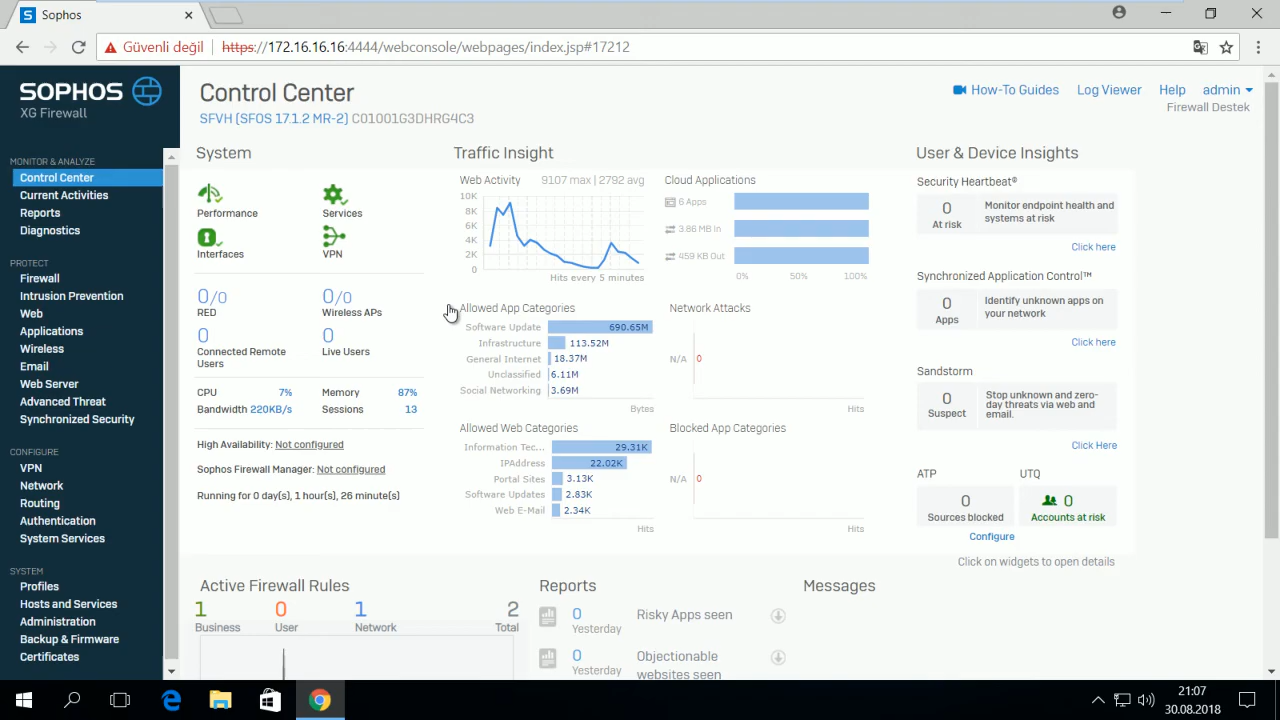 Sophos
Güvenli değil
https://172.16.16.16:4444/webconsole/webpages/index.jsp#17212
SOPHOS
XG Firewall
MONITOR & ANALYZE
Control Center
Current Activities
Reports
Diagnostics
PROTECT
Firewall
Intrusion Prevention
Web
Applications
Wireless
Email
Web Server
Advanced Threat
Synchronized Security
CONFIGURE
VPN
Network
Routing
Authentication
System Services
SYSTEM
Profiles
Hosts and Services
Administration
Backup & Firmware
Certificates
Control Center
SFVH [SFOS 17.1.2 MR-2] C01001G3DHRG4C3
How-To Guides Log Viewer Help admin
Firewall Destek
System
Performance Services
Interfaces VPN
0/0 0/0
RED Wireless APs
0 0
Connected Remote Users Live Users
CPU 7% Memory 87%
Bandwidth 220KB/s Sessions 13
High Availability: Not configured
Sophos Firewall Manager: Not configured
Running for 0 day(s), 1 hour(s), 26 minute(s)
Traffic Insight
Web Activity 9107 max | 2792 avg
10K
8K
6K
4K
2K
0
Hits every 5 minutes
Cloud Applications
6 Apps
3.86 MB In
459 KB Out
0% 50% 100%
Allowed App Categories
Software Update 690.65M
Infrastructure 113.52M
General Internet 18.37M
Unclassified 6.11M
Social Networking 3.69M
Bytes
Network Attacks
N/A 0
Hits
Allowed Web Categories
Information Tec... 29.31K
IPAddress 22.02K
Portal Sites 3.13K
Software Updates 2.83K
Web E-Mail 2.34K
Hits
Blocked App Categories
N/A 0
Hits
User & Device Insights
Security Heartbeat®
0
At risk
Monitor endpoint health and
systems at risk
Click here
Synchronized Application Control™
0
Apps
Identify unknown apps on
your network
Click here
Sandstorm
0
Suspect
Stop unknown and zero-
day threats via web and
email.
Click Here
ATP UTQ
0 0
Sources blocked Accounts at risk
Configure
Click on widgets to open details
Active Firewall Rules
1 0 1 2
Business User Network Total
Reports
0 Risky Apps seen
Yesterday
0 Objectionable
Yesterday websites seen
Messages
21:07
30.08.2018